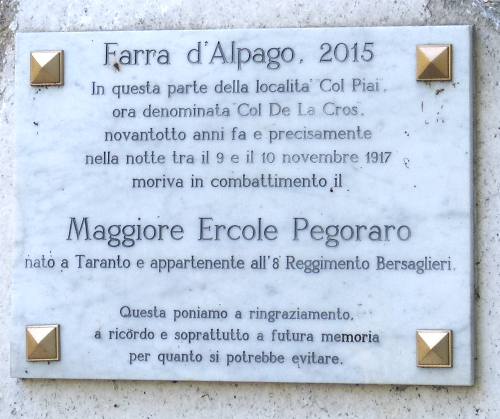 Farra d'Alpago, 2015
In questa parte della localita' "Col Piai",
ora denominata "Col De La Cros",
novantotto anni fa e precisamente
nella notte tra il 9 e il 10 novembre 1917
moriva in combattimento il
Maggiore Ercole Pegoraro
nato a Taranto e appartenente all'8° Reggimento Bersaglieri.
Questa poniamo a ringraziamento,
a ricordo e soprattutto a futura memoria
per quanto si potrebbe evitare.